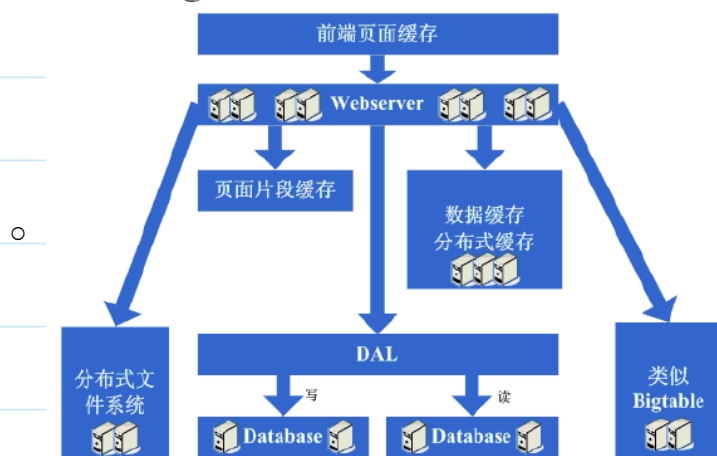 前端页面缓存
Webserver
页面片段缓存
数据缓存
分布式缓存
DAL
分布式文
件系统
写
读
类似
Bigtable
Database
Database